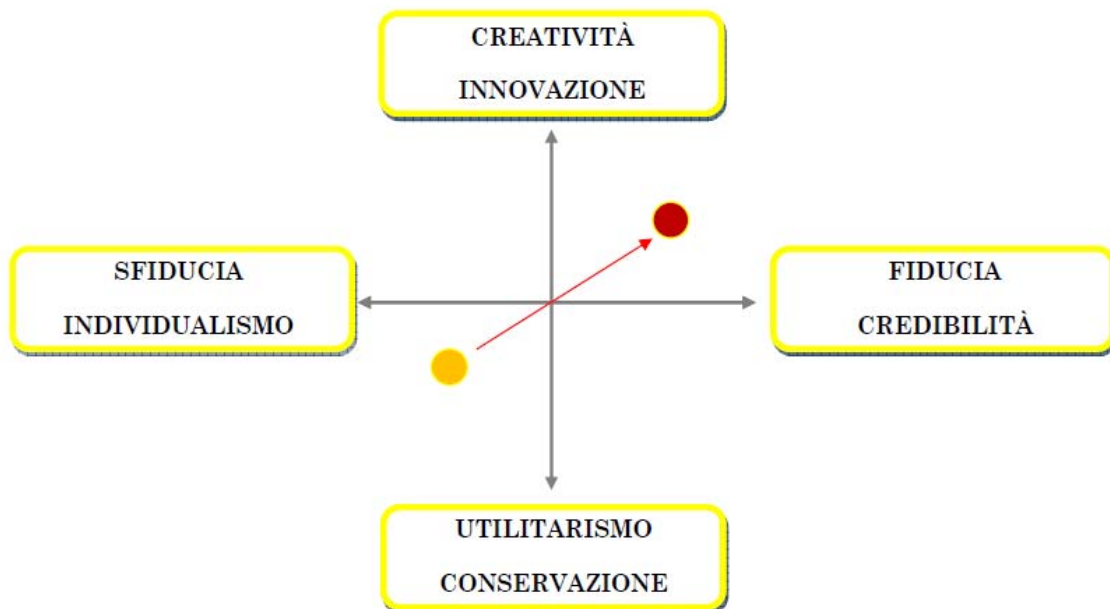 CREATIVITÀ
INNOVAZIONE
SFIDUCIA
INDIVIDUALISMO
FIDUCIA
CREDIBILITÀ
UTILITARISMO
CONSERVAZIONE